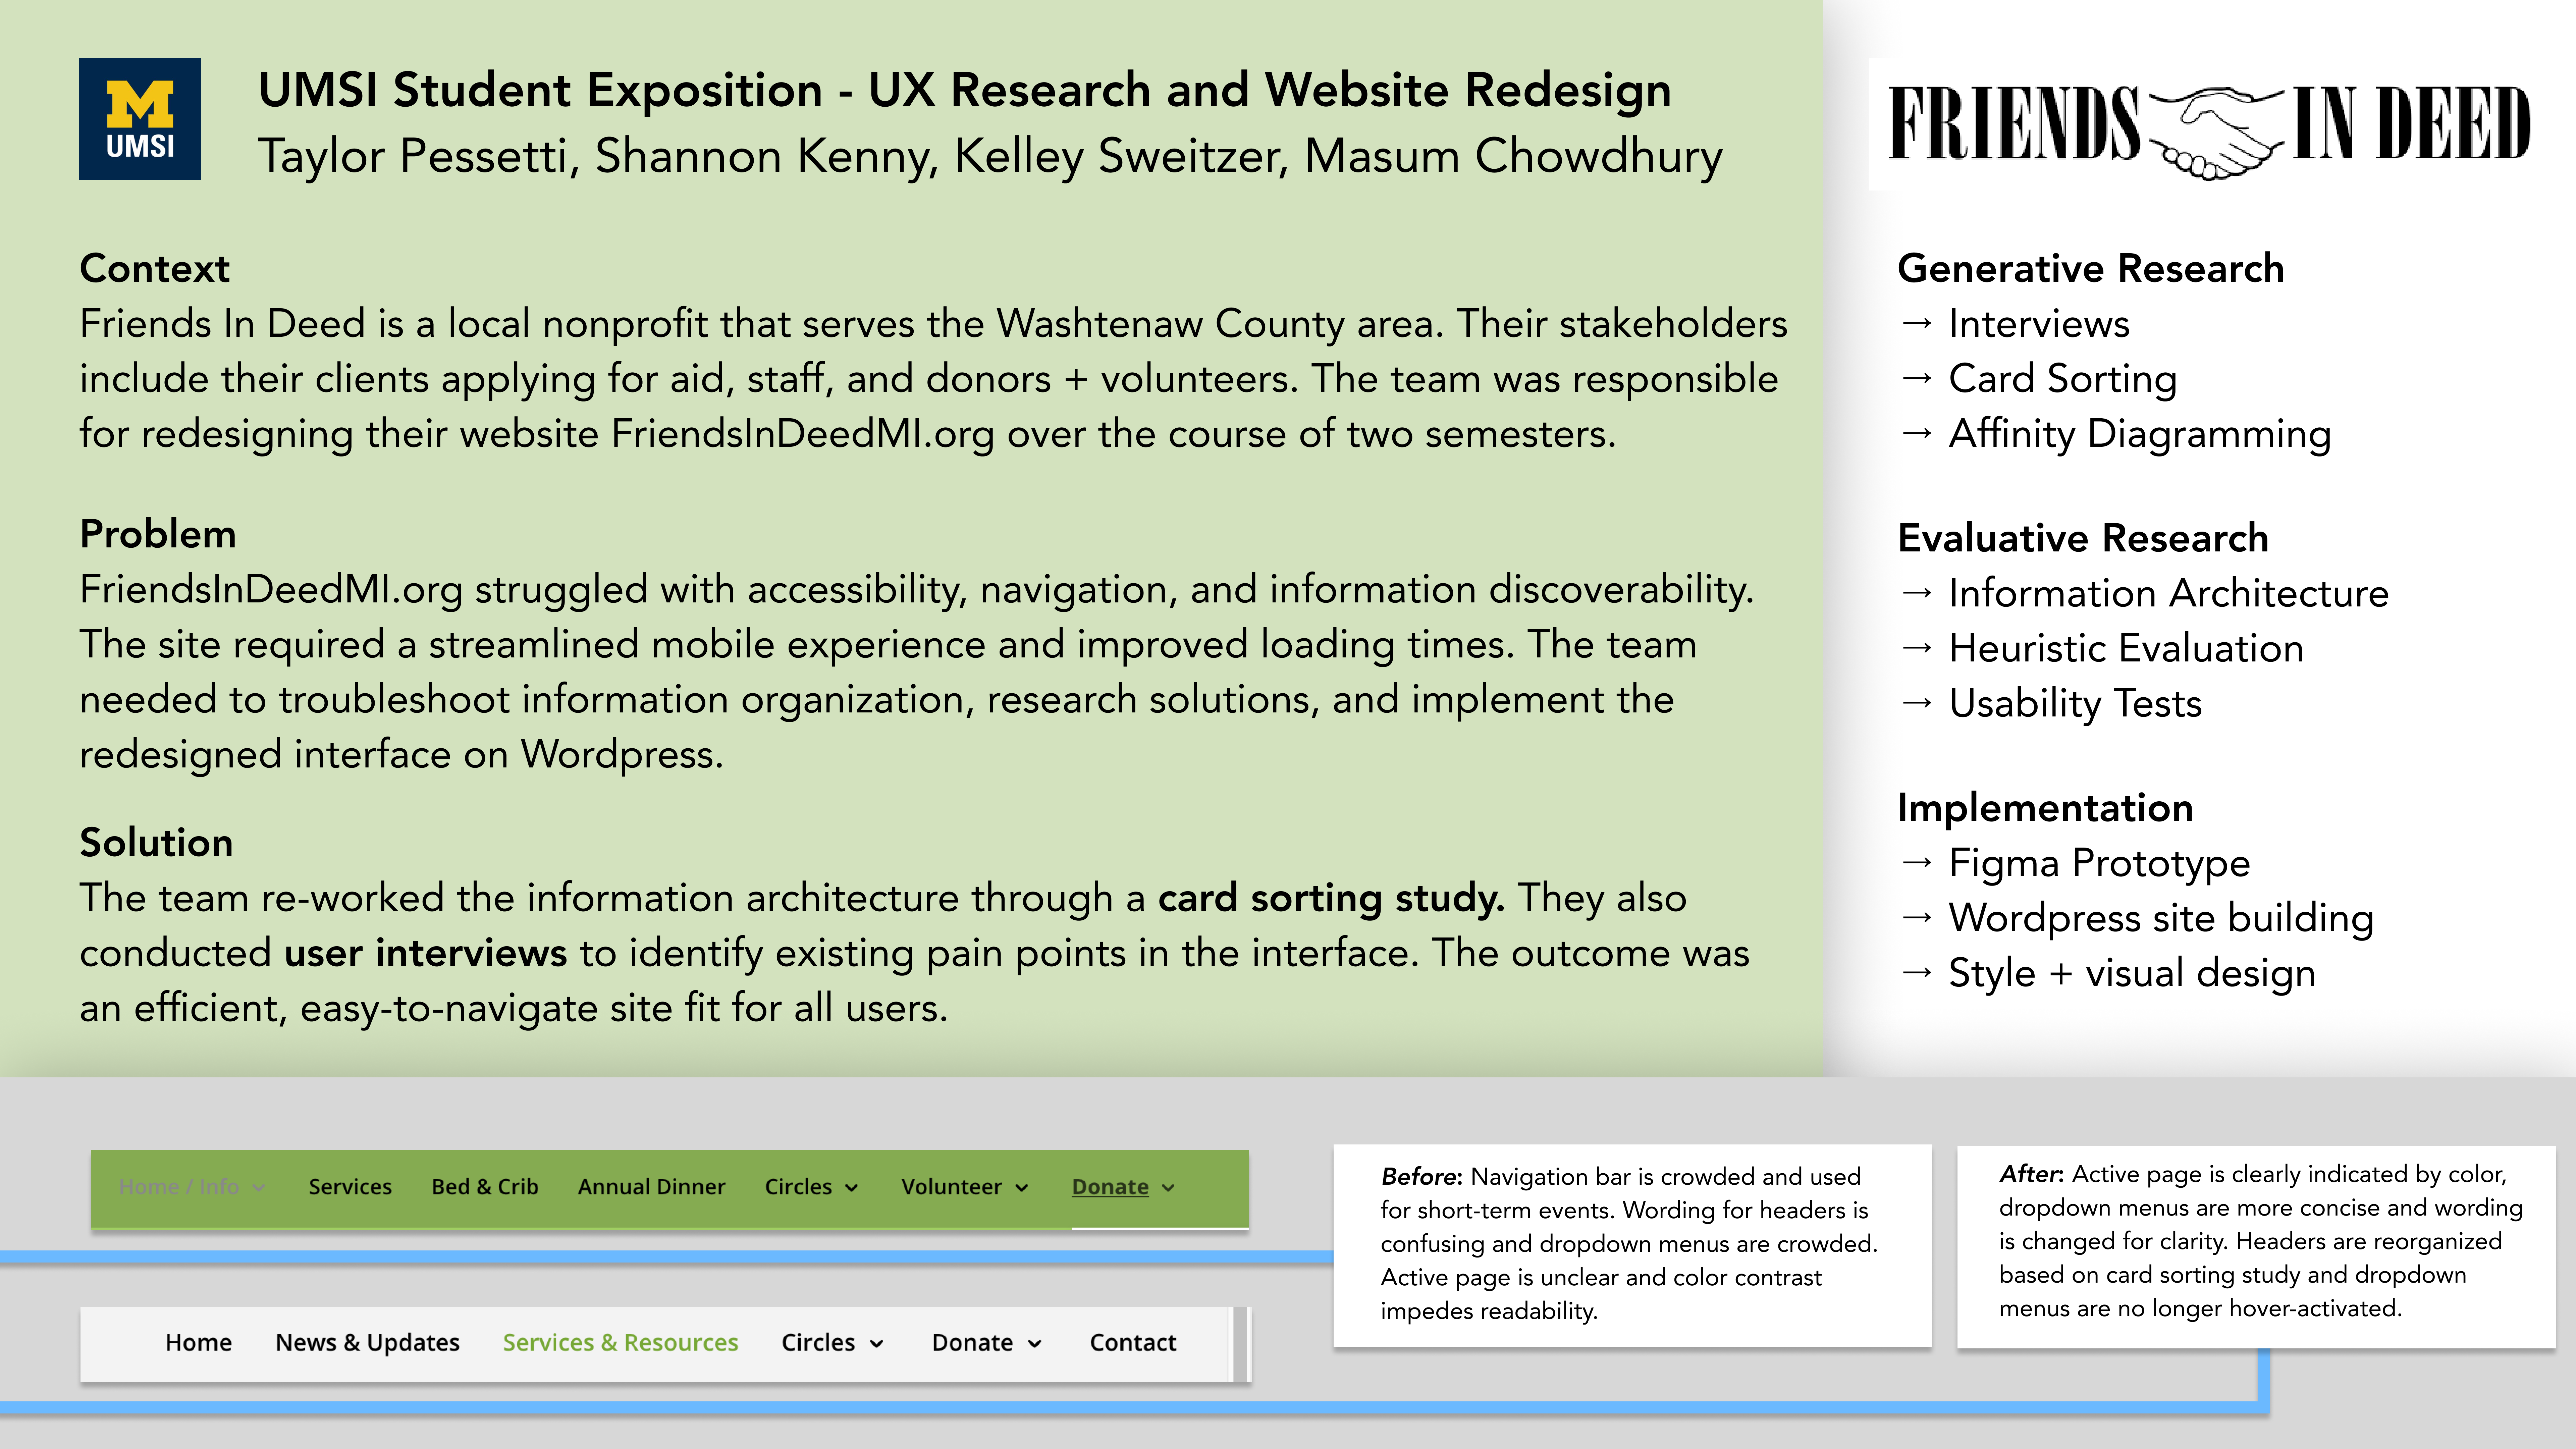 M
UMSI
UMSI Student Exposition - UX Research and Website Redesign
Taylor Pessetti, Shannon Kenny, Kelley Sweitzer, Masum Chowdhury
FRIENDS IN DEED
Context
Friends In Deed is a local nonprofit that serves the Washtenaw County area. Their stakeholders
include their clients applying for aid, staff, and donors + volunteers. The team was responsible
for redesigning their website FriendsInDeedMI.org over the course of two semesters.
Problem
FriendsInDeedMI.org struggled with accessibility, navigation, and information discoverability.
The site required a streamlined mobile experience and improved loading times. The team
needed to troubleshoot information organization, research solutions, and implement the
redesigned interface on Wordpress.
Solution
The team re-worked the information architecture through a card sorting study. They also
conducted user interviews to identify existing pain points in the interface. The outcome was
an efficient, easy-to-navigate site fit for all users.
Generative Research
→ Interviews
→ Card Sorting
→ Affinity Diagramming
Evaluative Research
→ Information Architecture
→ Heuristic Evaluation
→ Usability Tests
Implementation
→ Figma Prototype
→ Wordpress site building
→ Style + visual design
Home / Info Services Bed & Crib Annual Dinner Circles Volunteer Donate
Home News & Updates Services & Resources Circles Donate Contact
Before: Navigation bar is crowded and used
for short-term events. Wording for headers is
confusing and dropdown menus are crowded.
Active page is unclear and color contrast
impedes readability.
After: Active page is clearly indicated by color,
dropdown menus are more concise and wording
is changed for clarity. Headers are reorganized
based on card sorting study and dropdown
menus are no longer hover-activated.